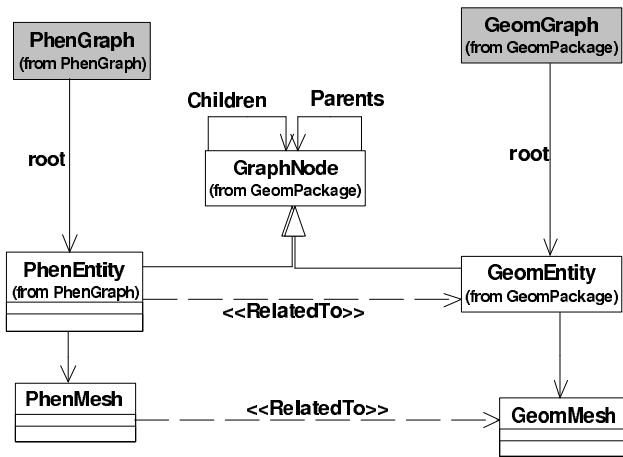 PhenGraph
(from PhenGraph)
GeomGraph
(from GeomPackage)
Children
Parents
root
root
GraphNode
(from GeomPackage)
PhenEntity
(from PhenGraph)
GeomEntity
(from GeomPackage)
<<RelatedTo>>
PhenMesh
<<RelatedTo>>
GeomMesh